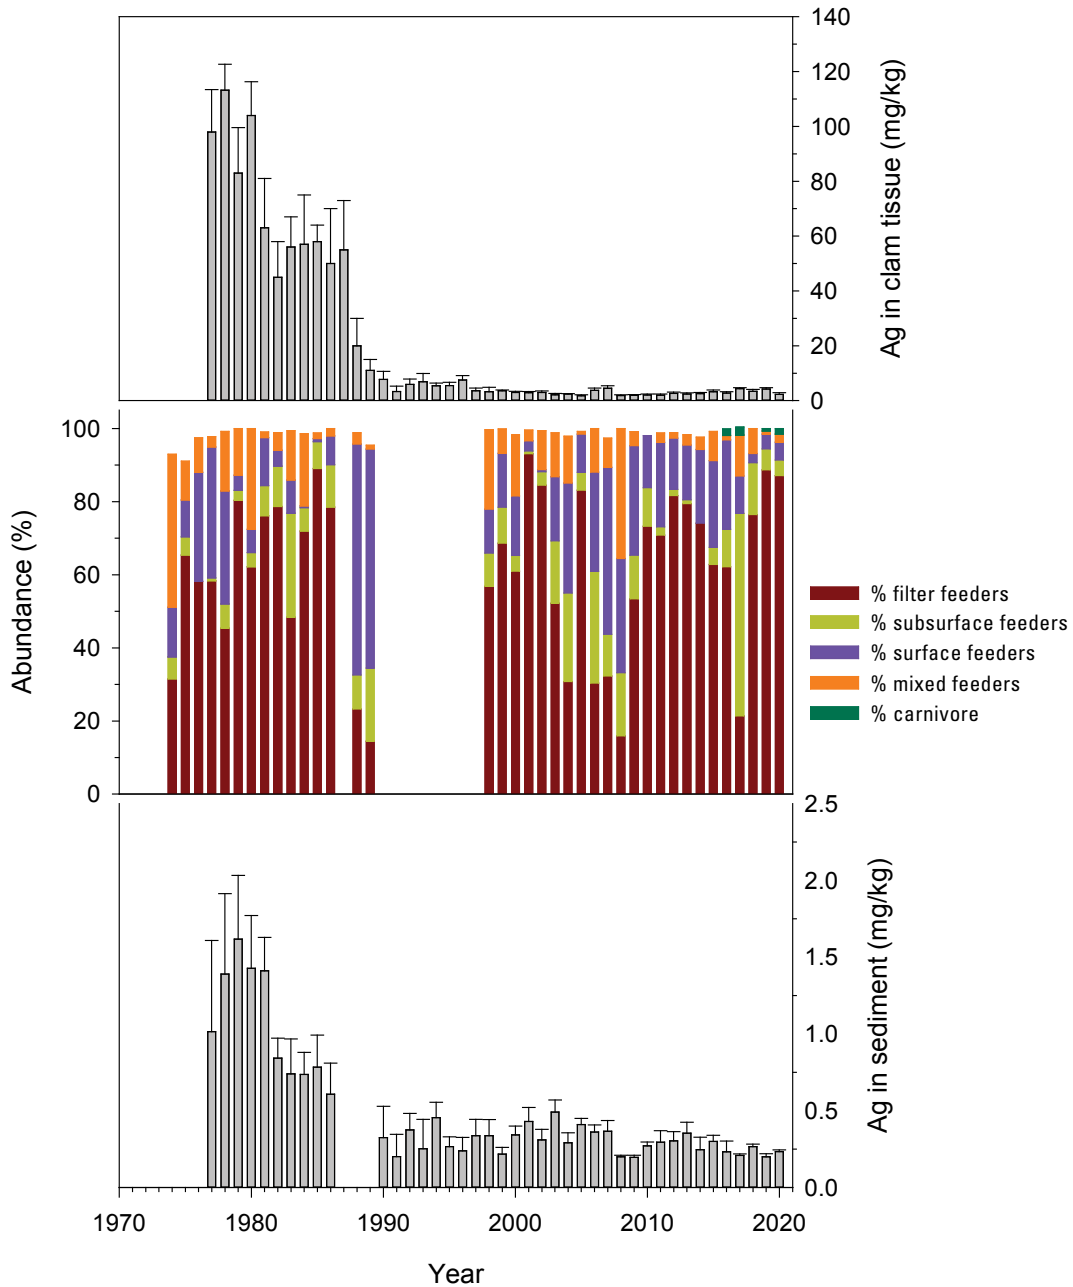 140
120
100
80
60
40
20
0
Ag in clam tissue (mg/kg)
100
80
60
40
20
0
Abundance (%)
% filter feeders
% subsurface feeders
% surface feeders
% mixed feeders
% carnivore
2.5
2.0
1.5
1.0
0.5
0.0
Ag in sediment (mg/kg)
1970 1980 1990 2000 2010 2020
Year